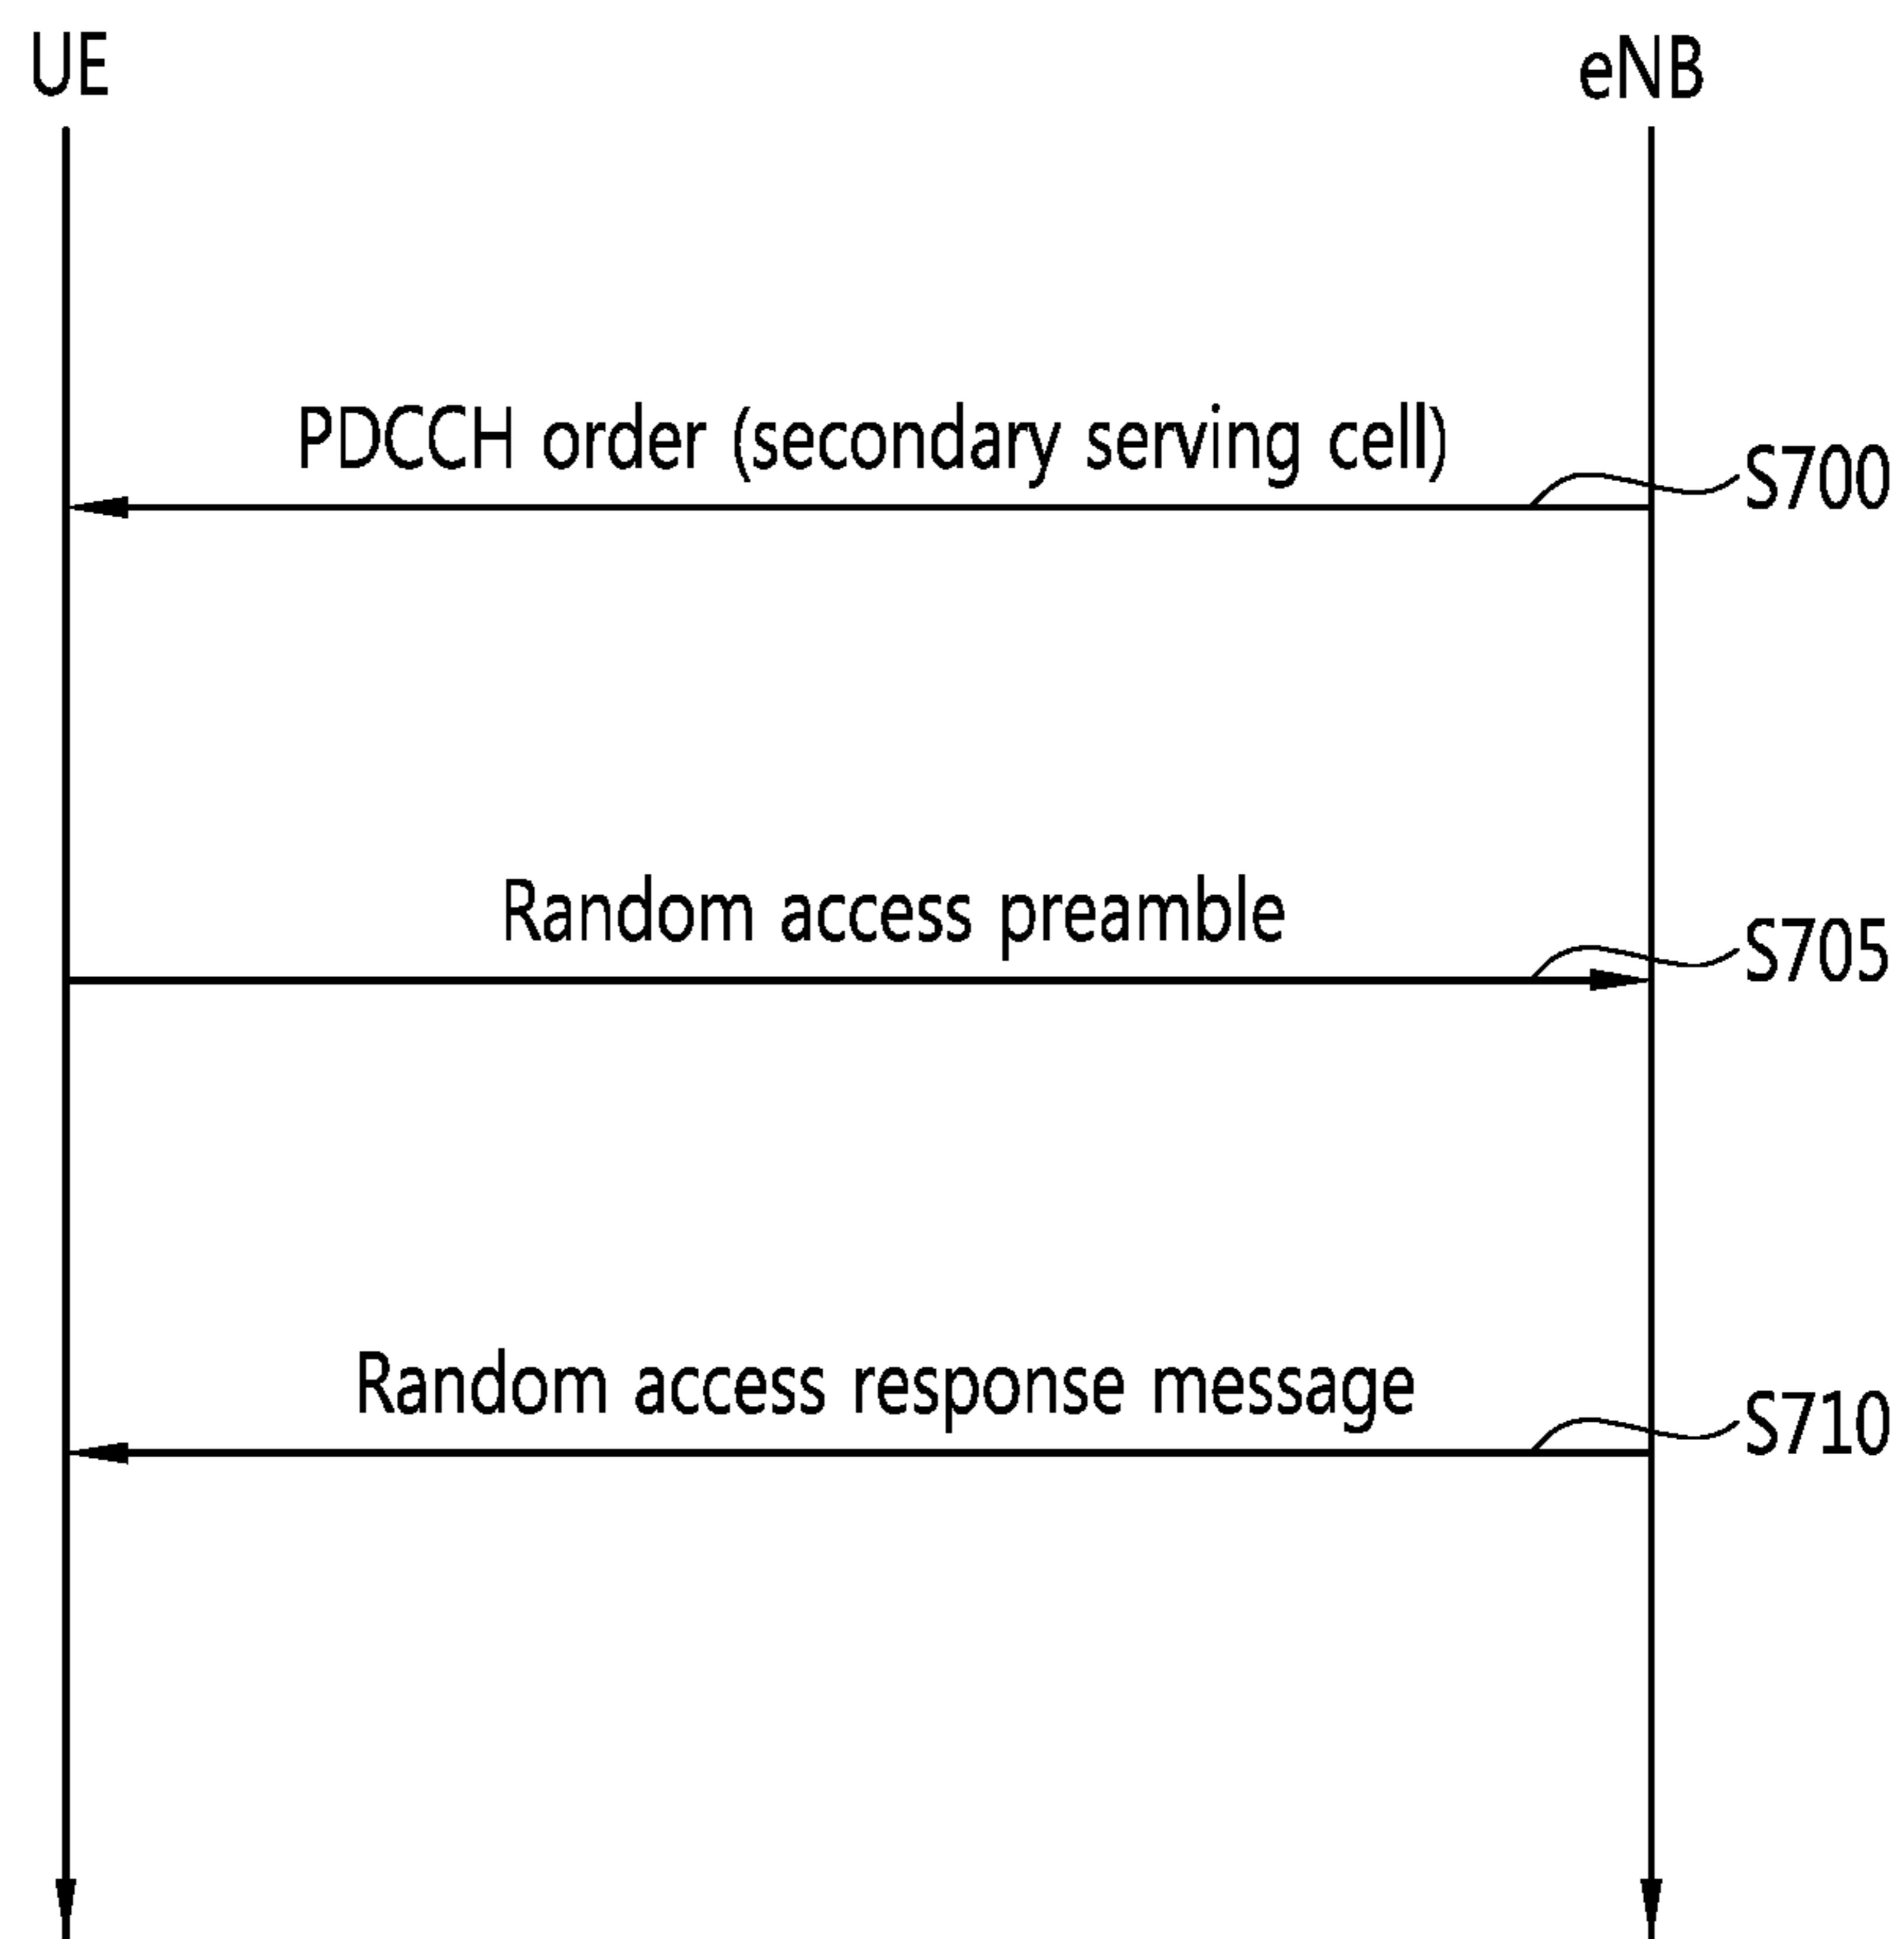 UE
eNB
PDCCH order (secondary serving cell)
S700
Random access preamble
S705
Random access response message
S710